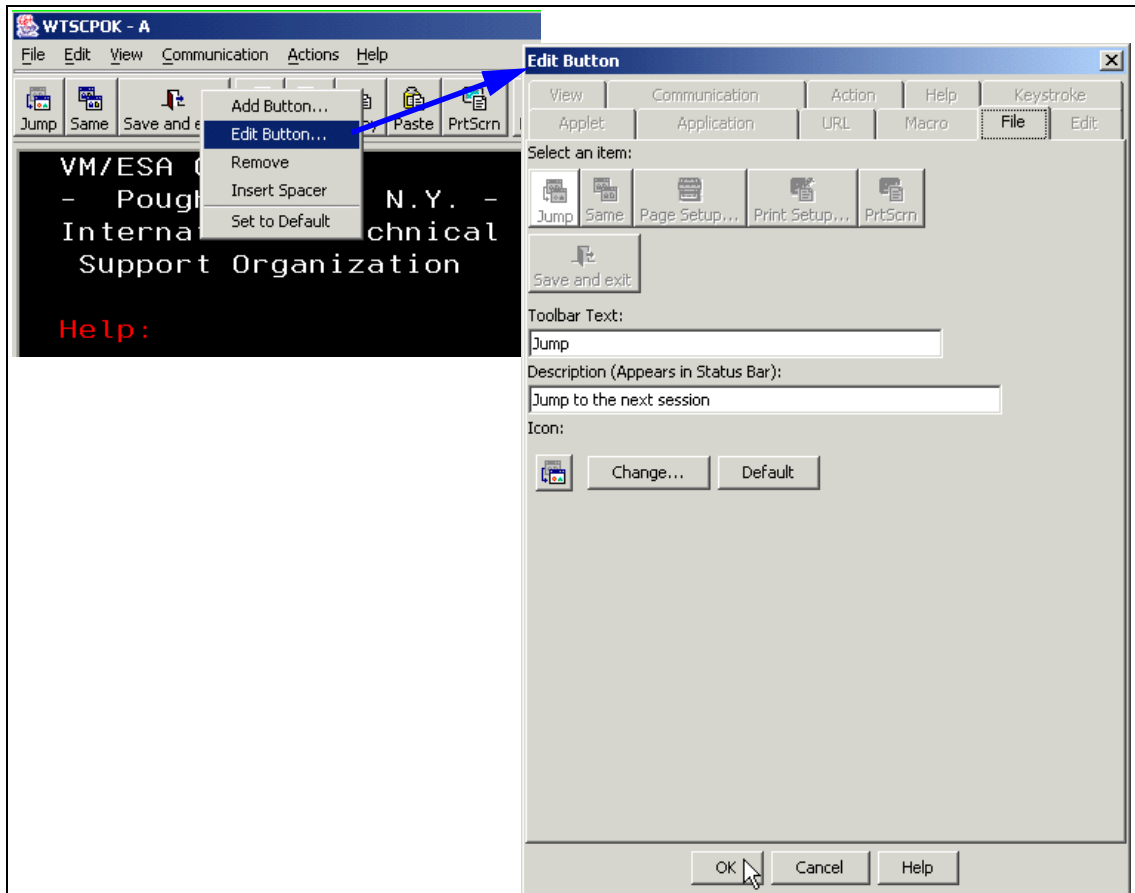 WTSCPOK - A
File Edit View Communication Actions Help
Jump Same Save and e Paste PrtScrn
Add Button...
Edit Button...
Remove
Insert Spacer
Set to Default
VM/ESA
- Pough N.Y. -
Interna chnical
Support Organization
Help:
Edit Button
View Communication Action Help Keystroke
Applet Application URL Macro File Edit
Select an item:
Jump Same Page Setup... Print Setup... PrtScrn
Save and exit
Toolbar Text:
Jump
Description (Appears in Status Bar):
Jump to the next session
Icon:
Change... Default
OK Cancel Help